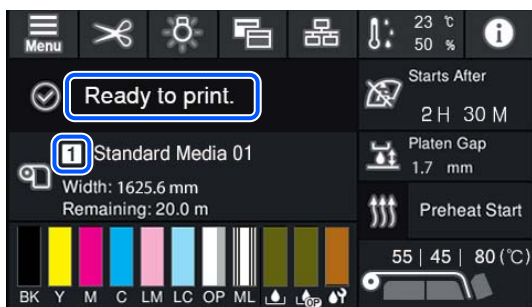 Menu
23 °C
50 %
Ready to print.
Starts After
2 H 30 M
1 Standard Media 01
Width: 1625.6 mm
Remaining: 20.0 m
Platen Gap
1.7 mm
Preheat Start
BK Y M C LM LC OP ML OP
55 | 45 | 80 (°C)